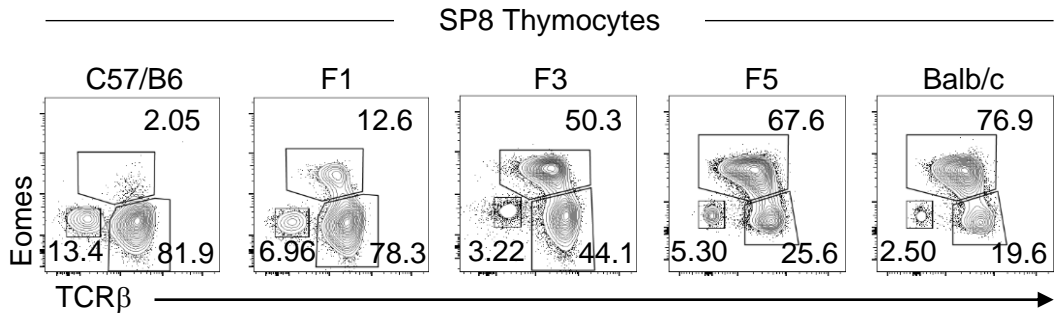 SP8 Thymocytes
C57/B6 F1 F3 F5 Balb/c
2.05 12.6 50.3 67.6 76.9
Eomes
13.4 81.9 6.96 78.3 3.22 44.1 5.30 25.6 2.50 19.6
TCRβ